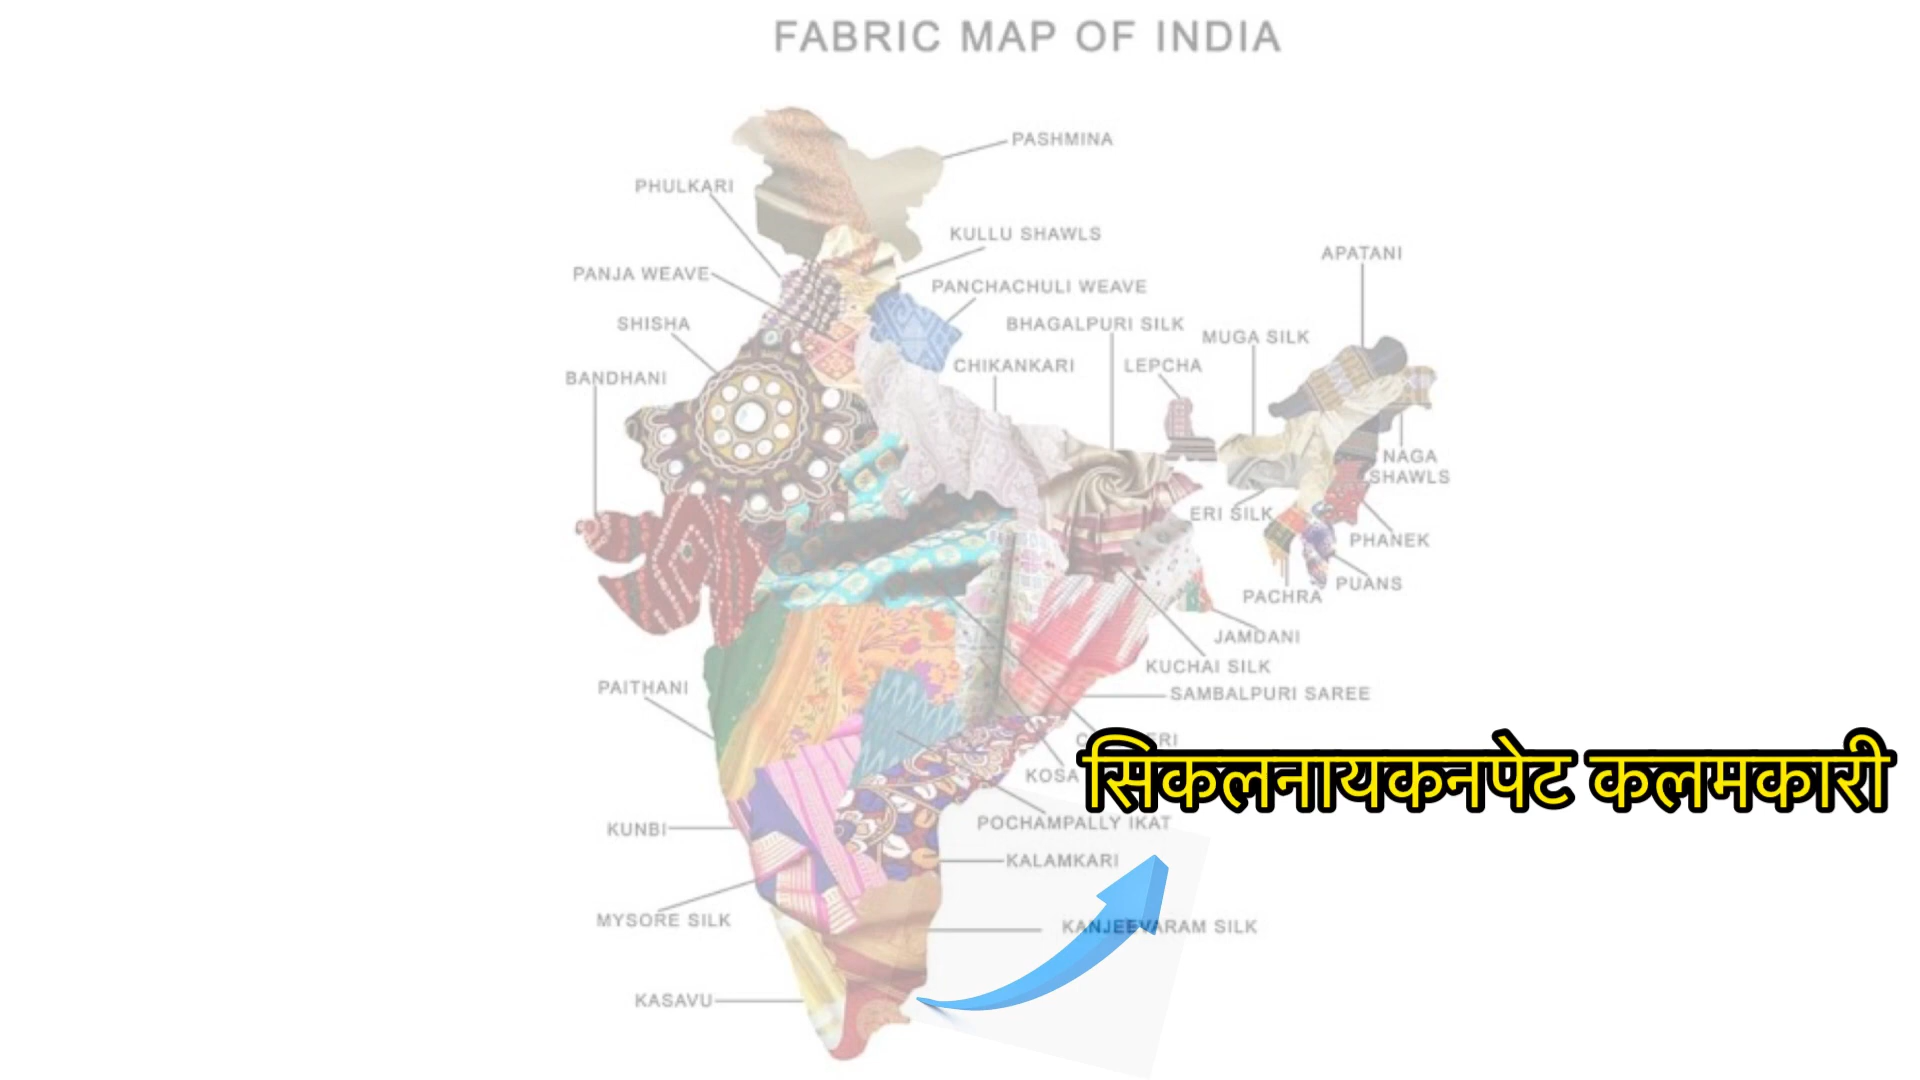 FABRIC MAP OF INDIA
PASHMINA
PHULKARI
KULLU SHAWLS
APATANI
PANJA WEAVE
PANCHACHULI WEAVE
SHISHA
BHAGALPURI SILK
MUGA SILK
CHIKANKARI
LEPCHA
BANDHANI
NAGA
SHAWLS
ERI SILK
PHANEK
PUANS
PACHRA
JAMDANI
KUCHAI SILK
PAITHANI
SAMBALPURI SAREE
सिकलनायकनपेट कलमकारी
KOSA
POCHAMPALLY IKAT
KUNBI
KALAMKARI
MYSORE SILK
KANJEEVARAM SILK
KASAVU